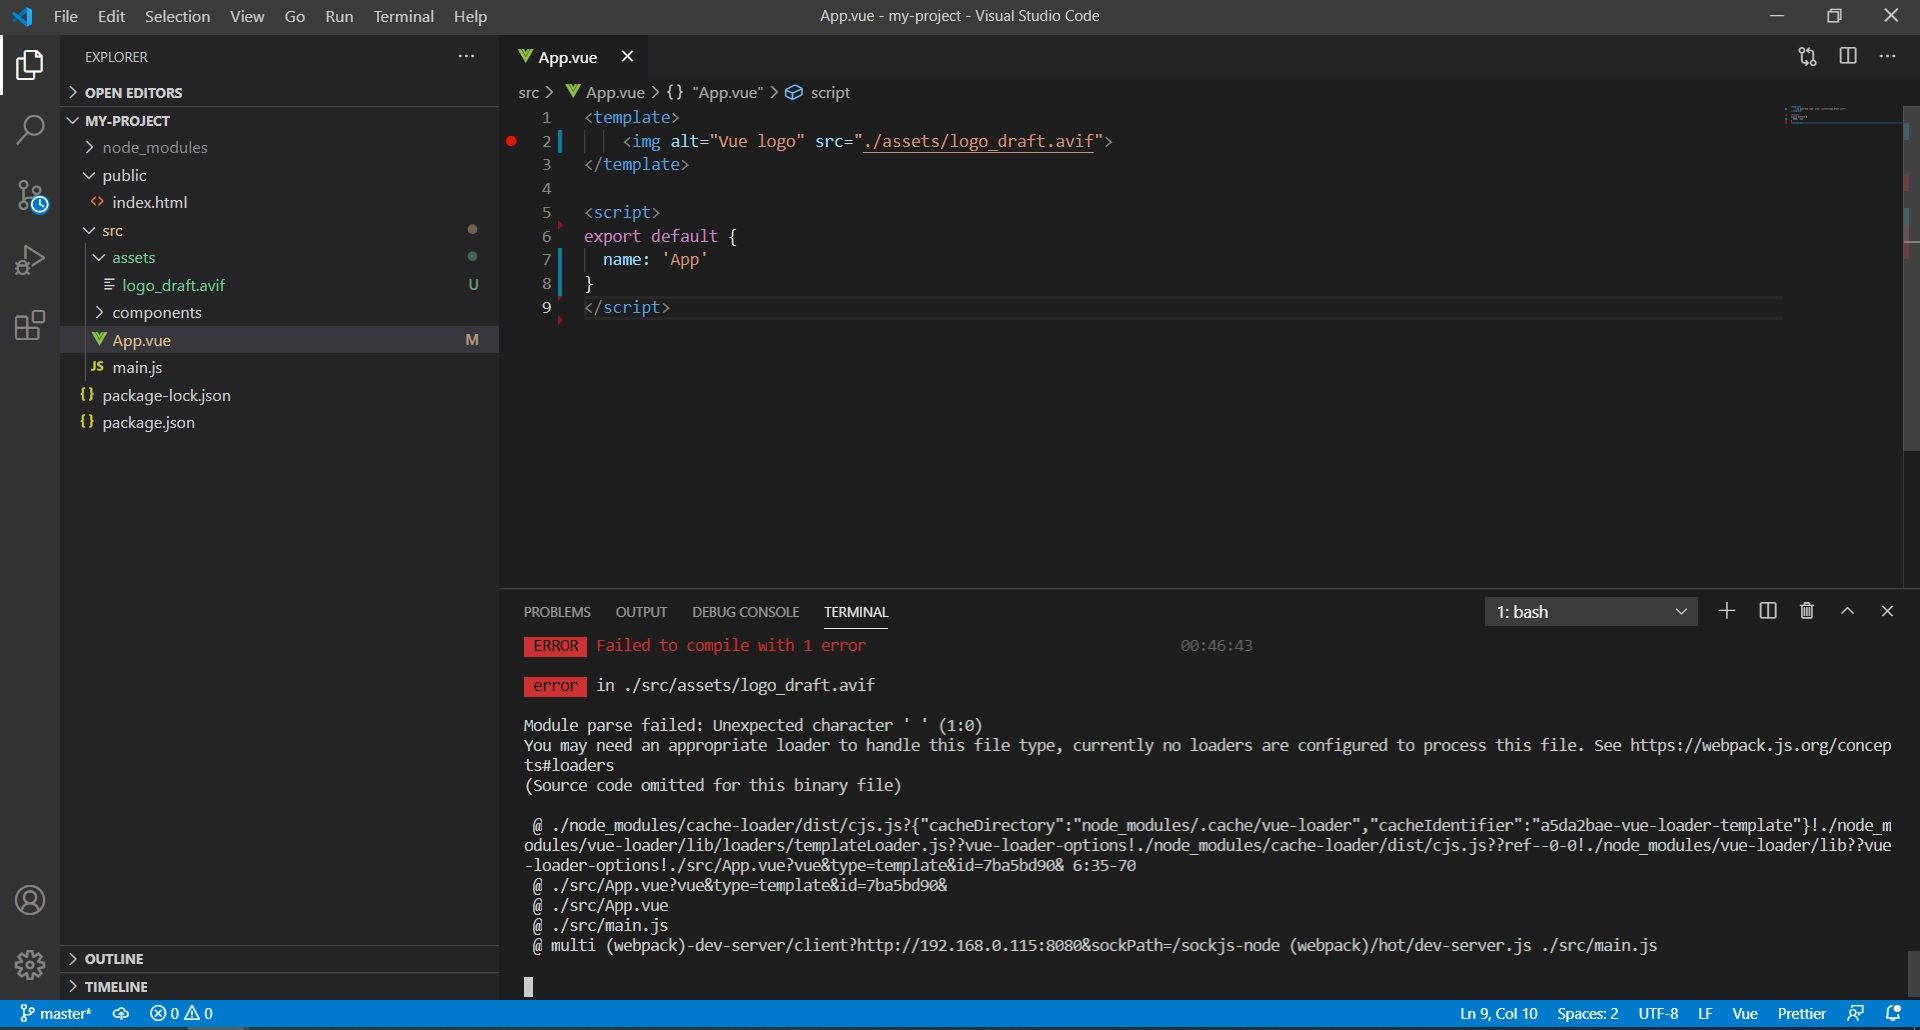 File Edit Selection View Go Run Terminal Help
App.vue - my-project - Visual Studio Code
EXPLORER
OPEN EDITORS
MY-PROJECT
node_modules
public
<> index.html
src
assets
logo_draft.avif U
components
App.vue M
JS main.js
{} package-lock.json
{} package.json
OUTLINE
TIMELINE
App.vue
src > App.vue > {} "App.vue" > script
1 <template>
2 <img alt="Vue logo" src="./assets/logo_draft.avif">
3 </template>
4
5 <script>
6 export default {
7 name: 'App'
8 }
9 </script>
PROBLEMS OUTPUT DEBUG CONSOLE TERMINAL
1: bash
ERROR Failed to compile with 1 error 00:46:43
error in ./src/assets/logo_draft.avif
Module parse failed: Unexpected character ' ' (1:0)
You may need an appropriate loader to handle this file type, currently no loaders are configured to process this file. See https://webpack.js.org/concep
ts#loaders
(Source code omitted for this binary file)
@ ./node_modules/cache-loader/dist/cjs.js?{"cacheDirectory":"node_modules/.cache/vue-loader","cacheIdentifier":"a5da2bae-vue-loader-template"}!./node_m
odules/vue-loader/lib/loaders/templateLoader.js??vue-loader-options!./node_modules/cache-loader/dist/cjs.js??ref--0-0!./node_modules/vue-loader/lib??vue
-loader-options!./src/App.vue?vue&type=template&id=7ba5bd90& 6:35-70
@ ./src/App.vue?vue&type=template&id=7ba5bd90&
@ ./src/App.vue
@ ./src/main.js
@ multi (webpack)-dev-server/client?http://192.168.0.115:8080&sockPath=/sockjs-node (webpack)/hot/dev-server.js ./src/main.js
master* 0 0 Ln 9, Col 10 Spaces: 2 UTF-8 LF Vue Prettier